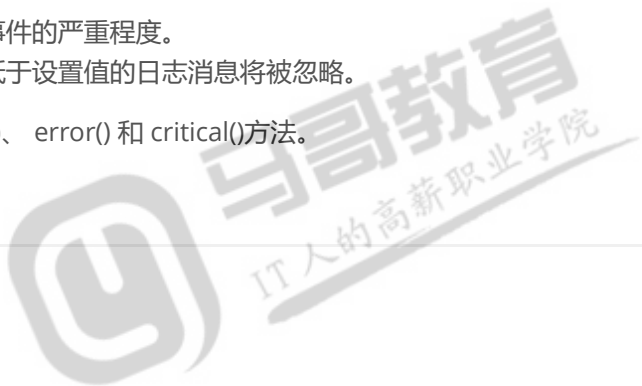 事件的严重程度。
低于设置值的日志消息将被忽略。
、 error() 和 critical()方法。
马哥教育
IT人的高薪职业学院